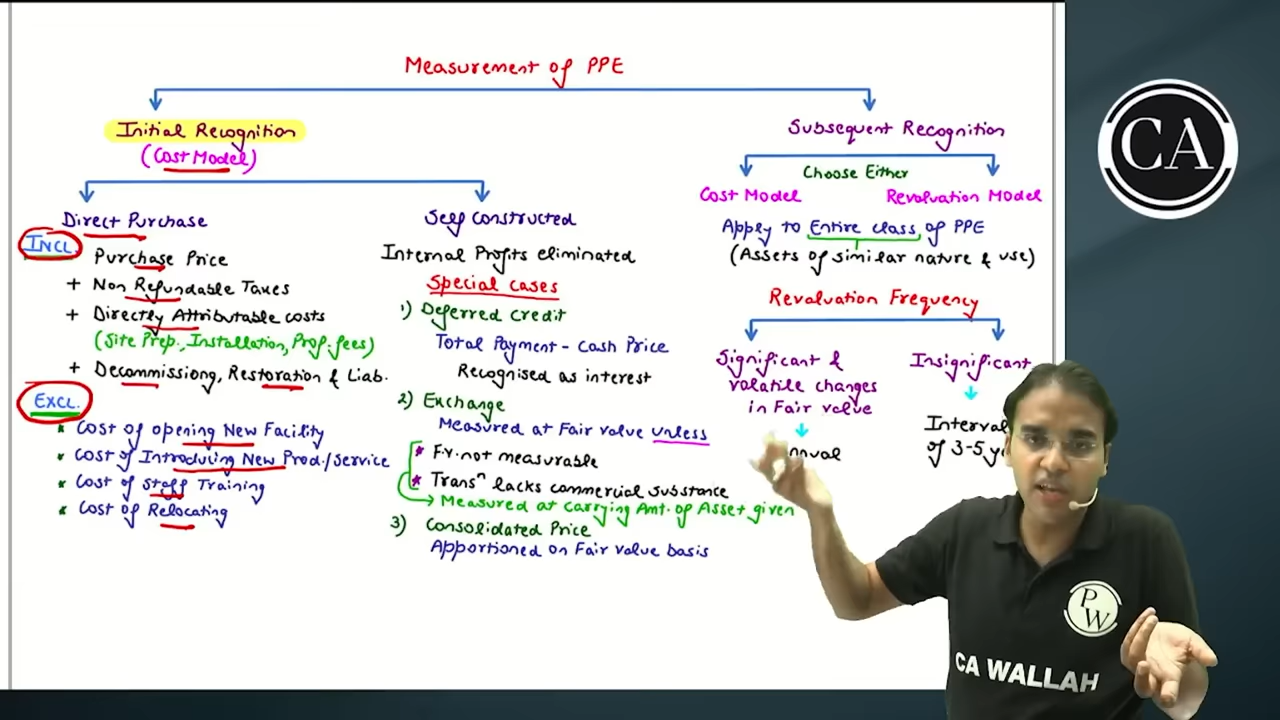 Measurement of PPE
Initial Recognition
(Cost Model)
Direct Purchase
INCL.
Purchase Price
+ Non Refundable Taxes
+ Directly Attributable costs
(Site Prep., Installation, Prof. fees)
+ Decommissiong, Restoration & Liab.
EXCL.
* Cost of opening New Facility
* Cost of Introducing New Prod./Service
* Cost of Staff Training
* Cost of Relocating
Self Constructed
Internal Profits eliminated
Special cases
1) Deferred Credit
Total Payment - Cash Price
Recognised as interest
2) Exchange
Measured at Fair value unless
* F.v. not measurable
* Transⁿ lacks commercial substance
→ Measured at carrying Amt. of Asset given
3) Consolidated Price
Apportioned on Fair value basis
Subsequent Recognition
Choose Either
Cost Model
Revaluation Model
Apply to Entire class of PPE
(Assets of similar nature & use)
Revaluation Frequency
Significant &
volatile changes
in Fair value
Insignificant
Interval
of 3-5
CA
PW
CA WALLAH